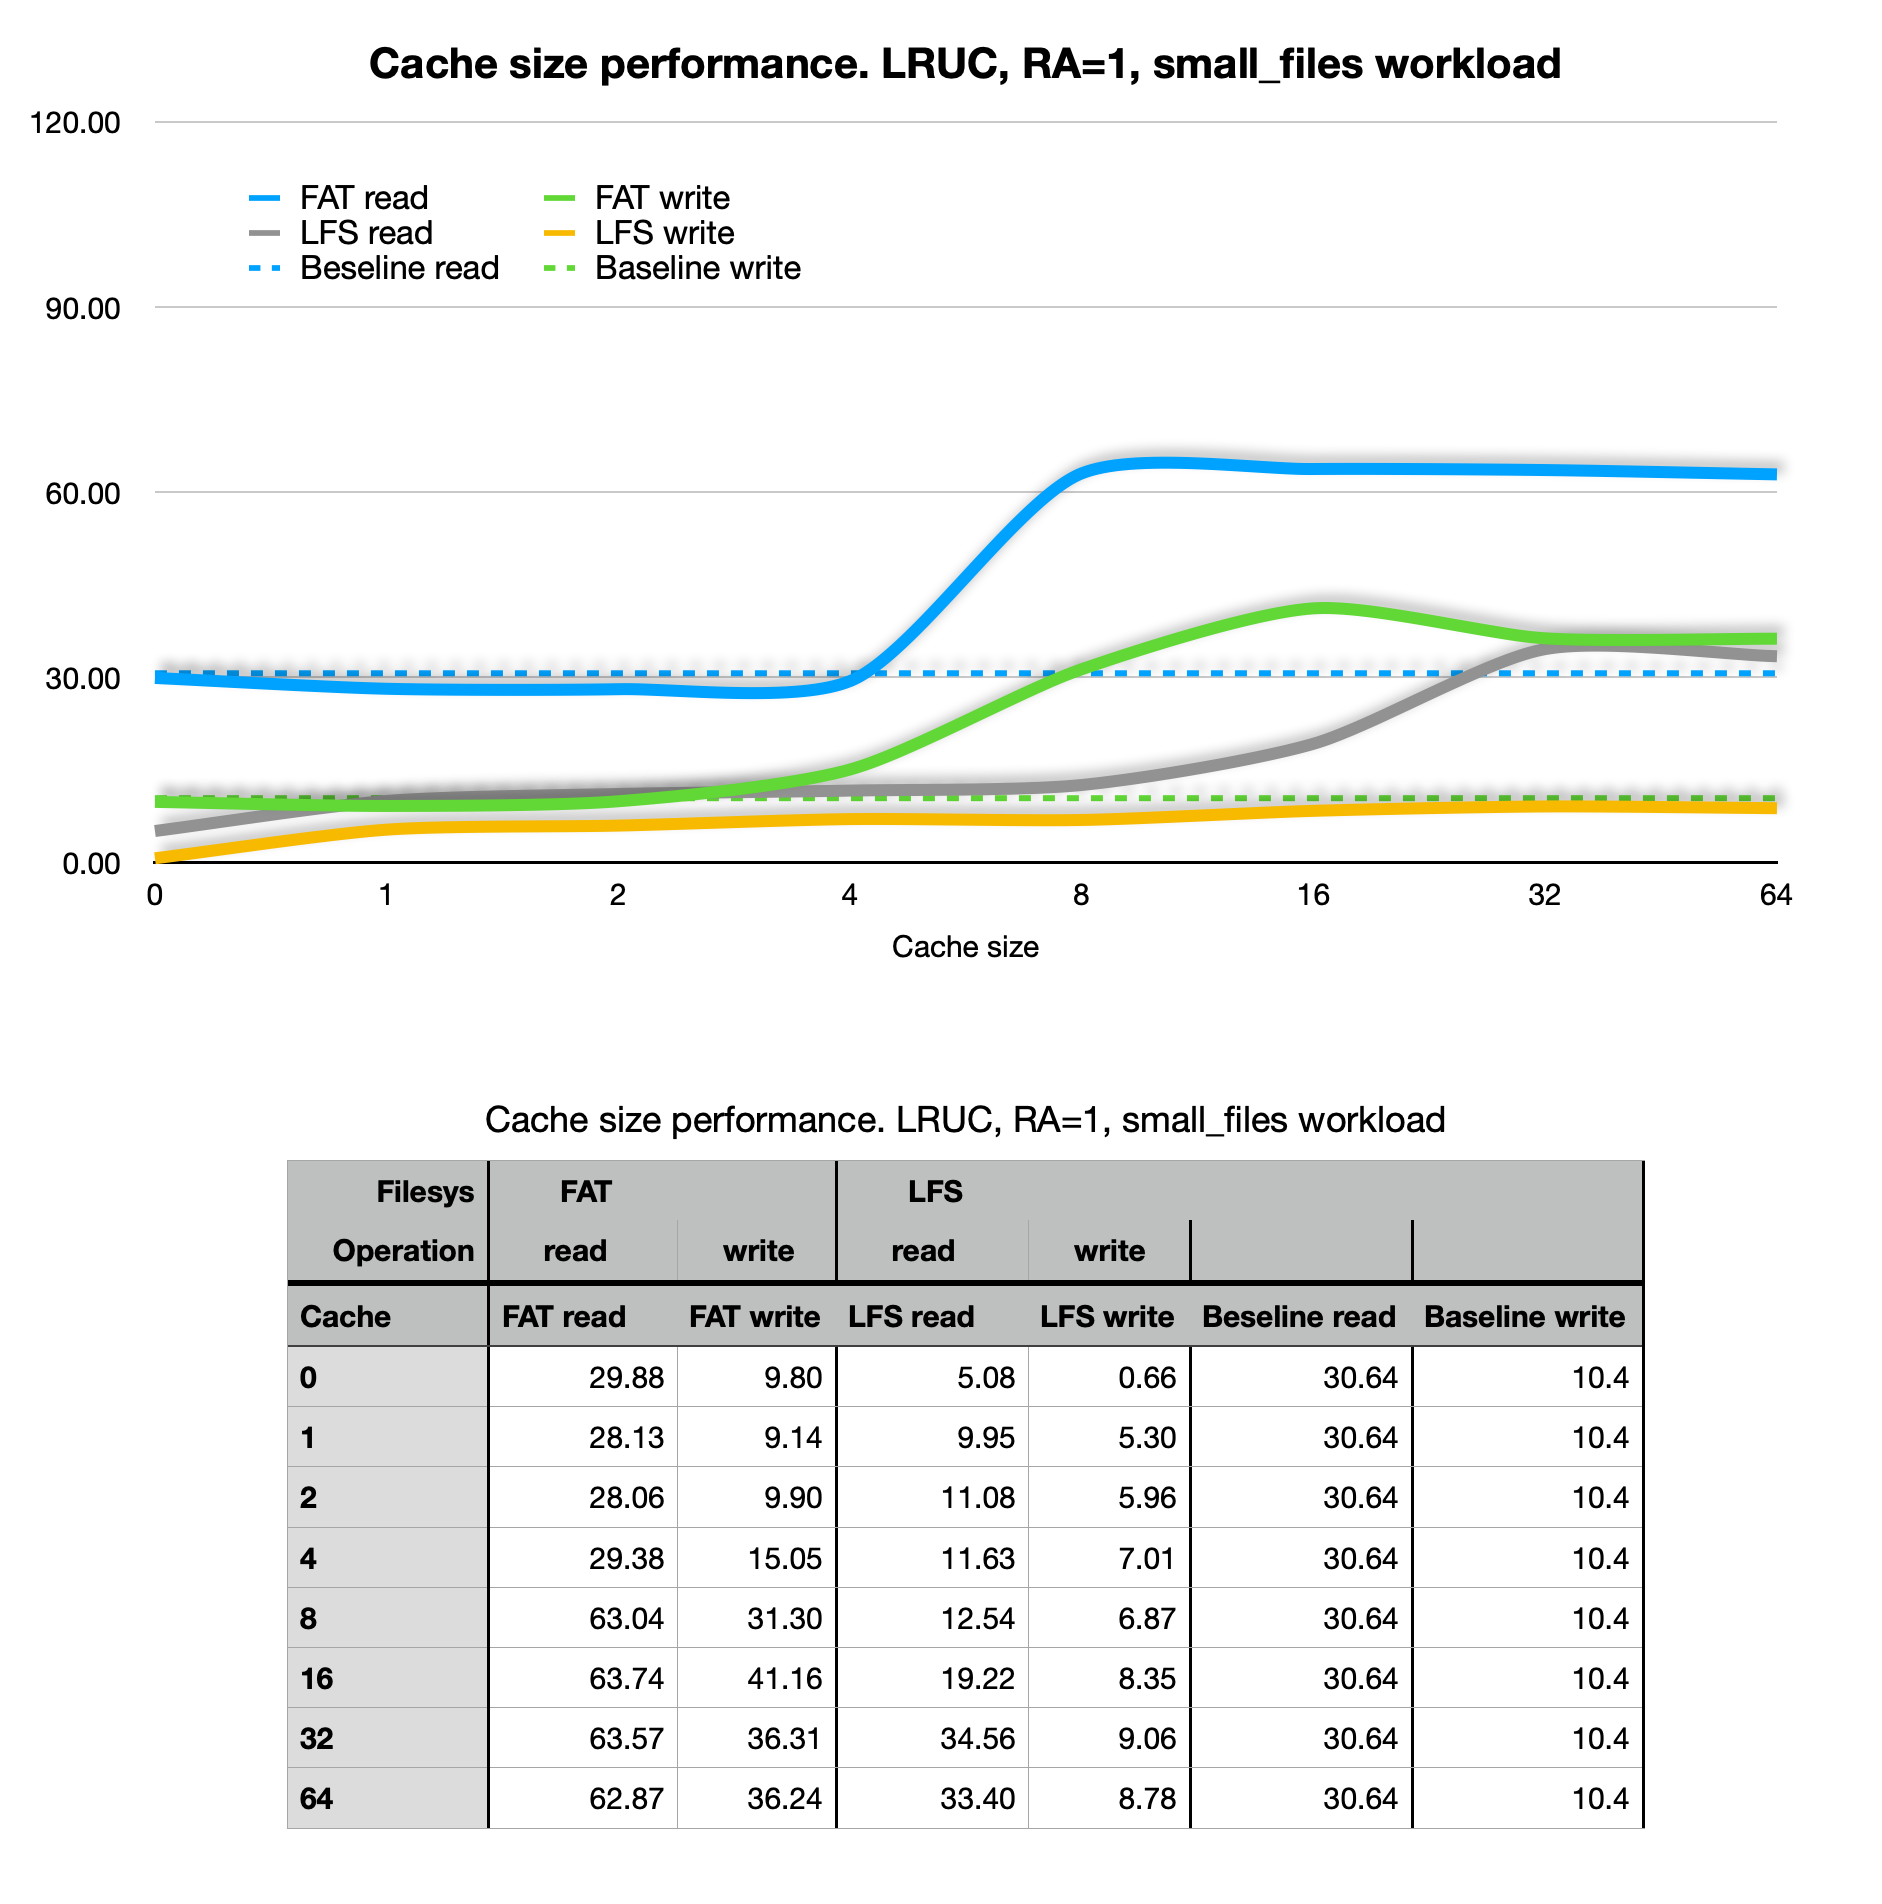 Cache size performance. LRUC, RA=1, small_files workload
120.00
FAT read FAT write
LFS read LFS write
Beseline read Baseline write
90.00
60.00
30.00
0.00
0 1 2 4 8 16 32 64
Cache size
Cache size performance. LRUC, RA=1, small_files workload
Filesys FAT LFS
Operation read write read write
Cache FAT read FAT write LFS read LFS write Beseline read Baseline write
0 29.88 9.80 5.08 0.66 30.64 10.4
1 28.13 9.14 9.95 5.30 30.64 10.4
2 28.06 9.90 11.08 5.96 30.64 10.4
4 29.38 15.05 11.63 7.01 30.64 10.4
8 63.04 31.30 12.54 6.87 30.64 10.4
16 63.74 41.16 19.22 8.35 30.64 10.4
32 63.57 36.31 34.56 9.06 30.64 10.4
64 62.87 36.24 33.40 8.78 30.64 10.4